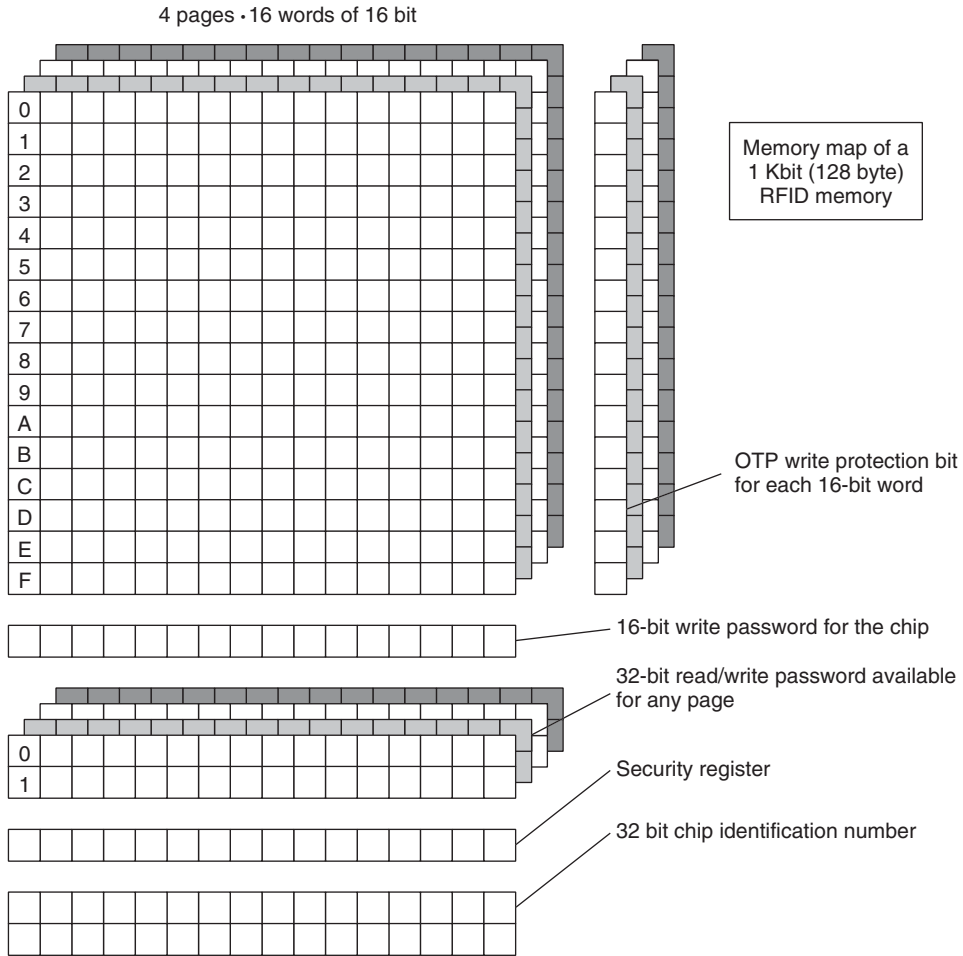 4 pages · 16 words of 16 bit
0
1
2
3
4
5
6
7
8
9
A
B
C
D
E
F
Memory map of a
1 Kbit (128 byte)
RFID memory
OTP write protection bit
for each 16-bit word
16-bit write password for the chip
32-bit read/write password available
for any page
0
1
Security register
32 bit chip identification number